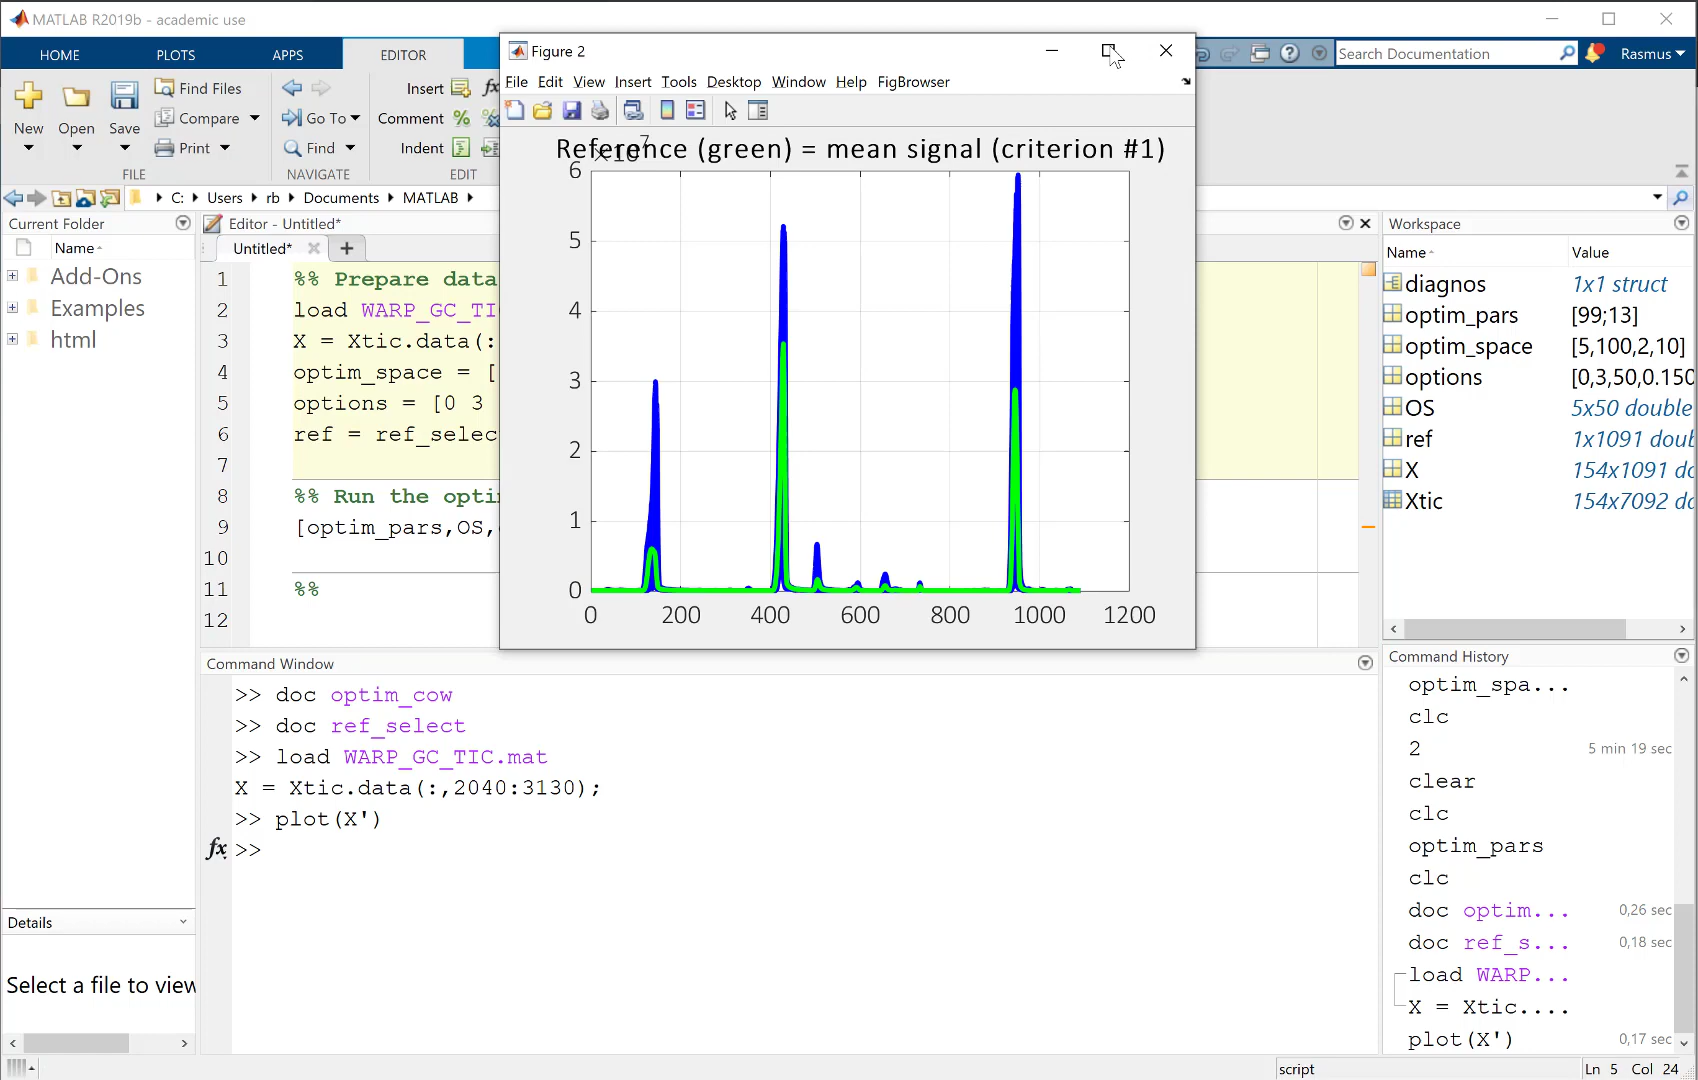 MATLAB R2019b - academic use
HOME PLOTS APPS EDITOR
Search Documentation
Rasmus
New
Open
Save
Find Files
Compare
Print
FILE
Go To
Find
NAVIGATE
Insert fx
Comment %
Indent
EDIT
C: Users rb Documents MATLAB
Current Folder
Name
Add-Ons
Examples
html
Details
Select a file to view
Editor - Untitled*
Untitled*
1 %% Prepare data
2 load WARP_GC_TI
3 X = Xtic.data(:
4 optim_space = [
5 options = [0 3
6 ref = ref_selec
7
8 %% Run the opti
9 [optim_pars,OS,
10
11 %%
12
Figure 2
File Edit View Insert Tools Desktop Window Help FigBrowser
Reference (green) = mean signal (criterion #1)
6
5
4
3
2
1
0
0 200 400 600 800 1000 1200
Command Window
>> doc optim_cow
>> doc ref_select
>> load WARP_GC_TIC.mat
X = Xtic.data(:,2040:3130);
>> plot(X')
fx >>
Workspace
Name Value
diagnos 1x1 struct
optim_pars [99;13]
optim_space [5,100,2,10]
options [0,3,50,0.150
OS 5x50 double
ref 1x1091 doub
X 154x1091 do
Xtic 154x7092 da
Command History
optim_spa...
clc
2 5 min 19 sec
clear
clc
optim_pars
clc
doc optim... 0,26 sec
doc ref_s... 0,18 sec
load WARP...
X = Xtic....
plot(X') 0,17 sec
script
Ln 5 Col 24